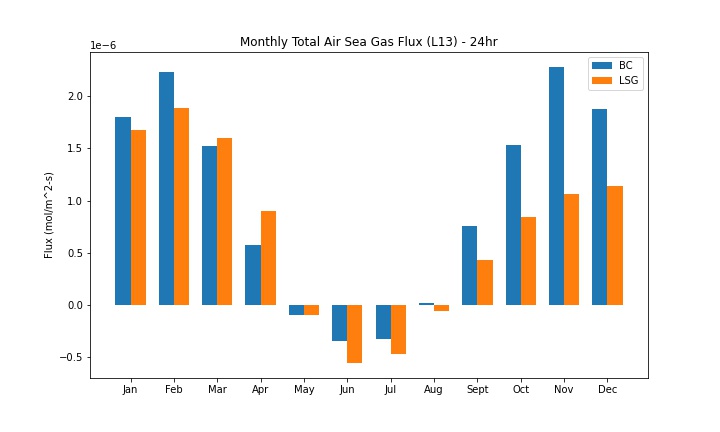 Monthly Total Air Sea Gas Flux (L13) - 24hr
1e−6
BC
LSG
2.0
1.5
1.0
0.5
0.0
−0.5
Flux (mol/m^2-s)
Jan Feb Mar Apr May Jun Jul Aug Sept Oct Nov Dec